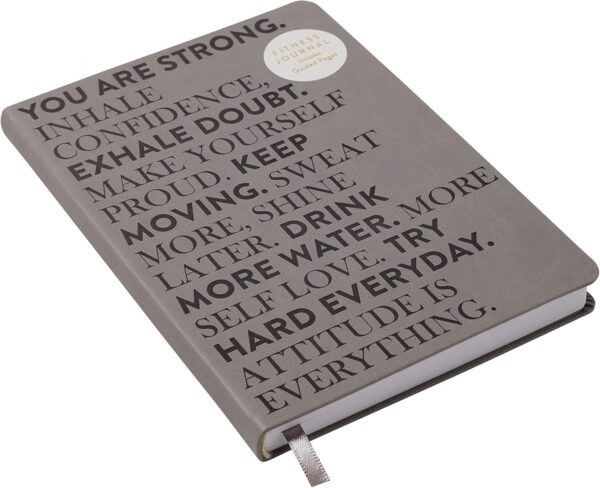 YOU ARE STRONG.
INHALE
CONFIDENCE,
EXHALE DOUBT.
MAKE YOURSELF
PROUD. KEEP
MOVING. SWEAT
MORE, SHINE
LATER. DRINK
MORE WATER. MORE
SELF LOVE. TRY
HARD EVERYDAY.
ATTITUDE IS
EVERYTHING.
FITNESS
JOURNAL
includes
Guided Pages